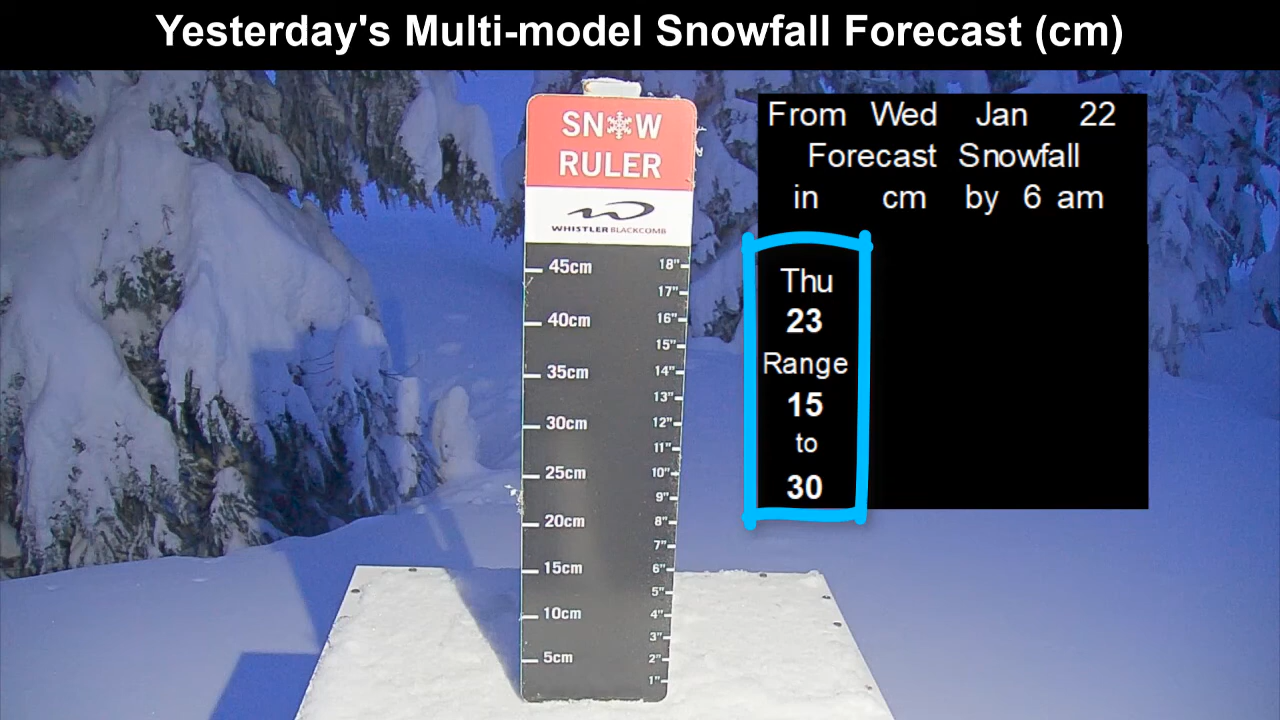 Yesterday's Multi-model Snowfall Forecast (cm)
SN❄W
RULER
WHISTLER BLACKCOMB
45cm
40cm
35cm
30cm
25cm
20cm
15cm
10cm
5cm
18"
17"
16"
15"
14"
13"
12"
11"
10"
9"
8"
7"
6"
5"
4"
3"
2"
1"
From Wed Jan 22
Forecast Snowfall
in cm by 6 am
Thu
23
Range
15
to
30